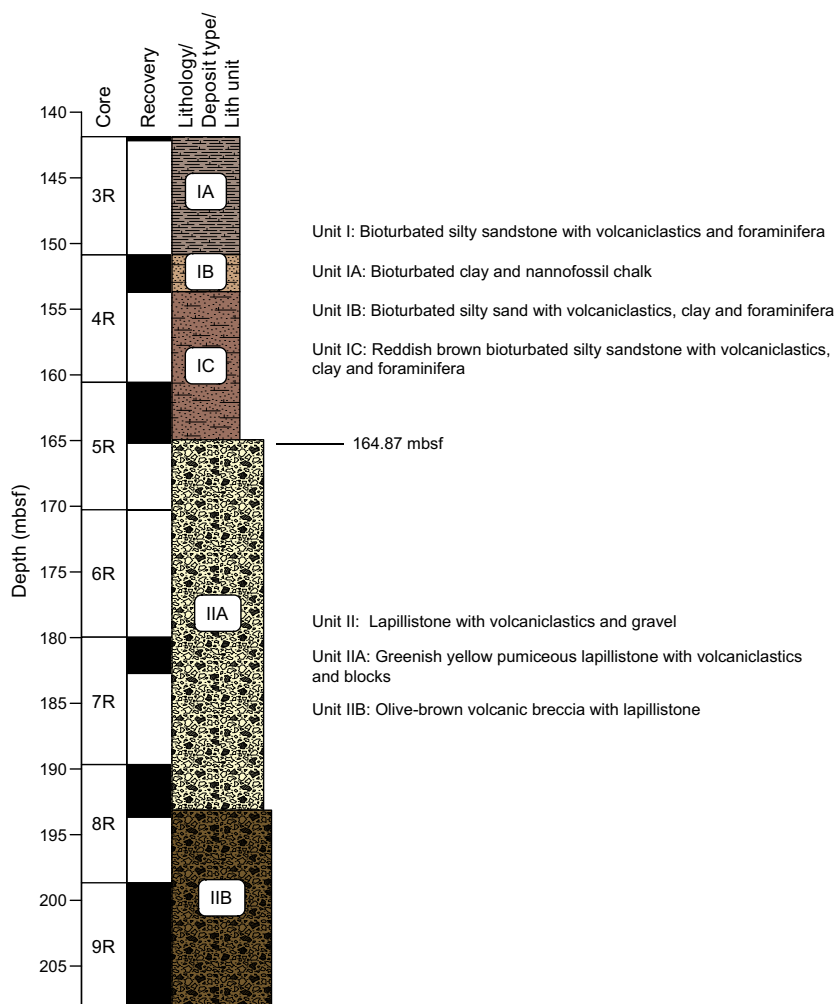 Core
Recovery
Lithology/
Deposit type/
Lith unit
Depth (mbsf)
140
145
150
155
160
165
170
175
180
185
190
195
200
205
3R
4R
5R
6R
7R
8R
9R
IA
IB
IC
IIA
IIB
Unit I: Bioturbated silty sandstone with volcaniclastics and foraminifera
Unit IA: Bioturbated clay and nannofossil chalk
Unit IB: Bioturbated silty sand with volcaniclastics, clay and foraminifera
Unit IC: Reddish brown bioturbated silty sandstone with volcaniclastics,
clay and foraminifera
164.87 mbsf
Unit II: Lapillistone with volcaniclastics and gravel
Unit IIA: Greenish yellow pumiceous lapillistone with volcaniclastics
and blocks
Unit IIB: Olive-brown volcanic breccia with lapillistone